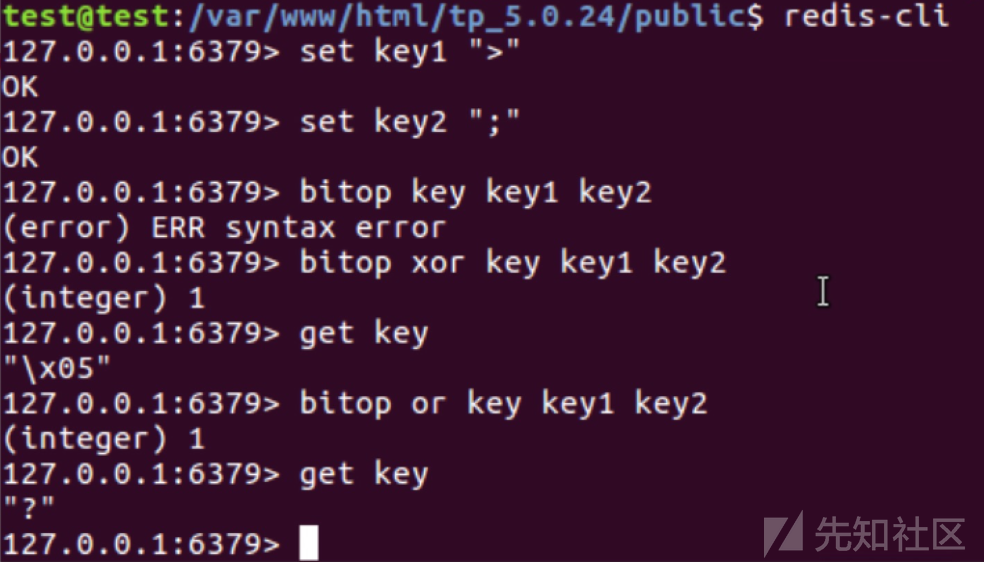 test@test:/var/www/html/tp_5.0.24/public$ redis-cli
127.0.0.1:6379> set key1 ">"
OK
127.0.0.1:6379> set key2 ";"
OK
127.0.0.1:6379> bitop key key1 key2
(error) ERR syntax error
127.0.0.1:6379> bitop xor key key1 key2
(integer) 1
127.0.0.1:6379> get key
"\x05"
127.0.0.1:6379> bitop or key key1 key2
(integer) 1
127.0.0.1:6379> get key
"?"
127.0.0.1:6379>
先知社区